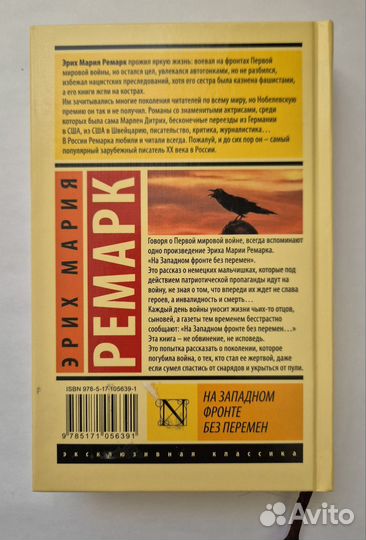 Эрих Мария Ремарк прожил яркую жизнь: воевал на фронтах Первой
мировой войны, но остался цел, увлекался автогонками, но не разбился,
избежал нацистских преследований, хотя его сестра была казнена фашистами,
а его книги жгли на кострах.
Им зачитывались многие поколения читателей по всему миру, но Нобелевскую
премию он так и не получил. Романы со знаменитыми актрисами, среди
которых была сама Марлен Дитрих, бесконечные переезды из Германии
в США, из США в Швейцарию, писательство, критика, журналистика…
В России Ремарка любили и читали всегда. Пожалуй, и до сих пор он – самый
популярный зарубежный писатель XX века в России.
ЭРИХ МАРИЯ
РЕМАРК
Говоря о Первой мировой войне, всегда вспоминают
одно произведение Эриха Марии Ремарка.
«На Западном фронте без перемен».
Это рассказ о немецких мальчишках, которые под
действием патриотической пропаганды идут на
войну, не зная о том, что впереди их ждет не слава
героев, а инвалидность и смерть…
Каждый день войны уносит жизни чьих-то отцов,
сыновей, а газеты тем временем бесстрастно
сообщают: «На Западном фронте без перемен…»
Эта книга – не обвинение, не исповедь.
Это попытка рассказать о поколении, которое
погубила война, о тех, кто стал ее жертвой, даже
если сумел спастись от снарядов и укрыться от пули.
ISBN 978-5-17-105639-1
9 785171 056391
N
НА ЗАПАДНОМ
ФРОНТЕ
БЕЗ ПЕРЕМЕН
эксклюзивная классика
Avito